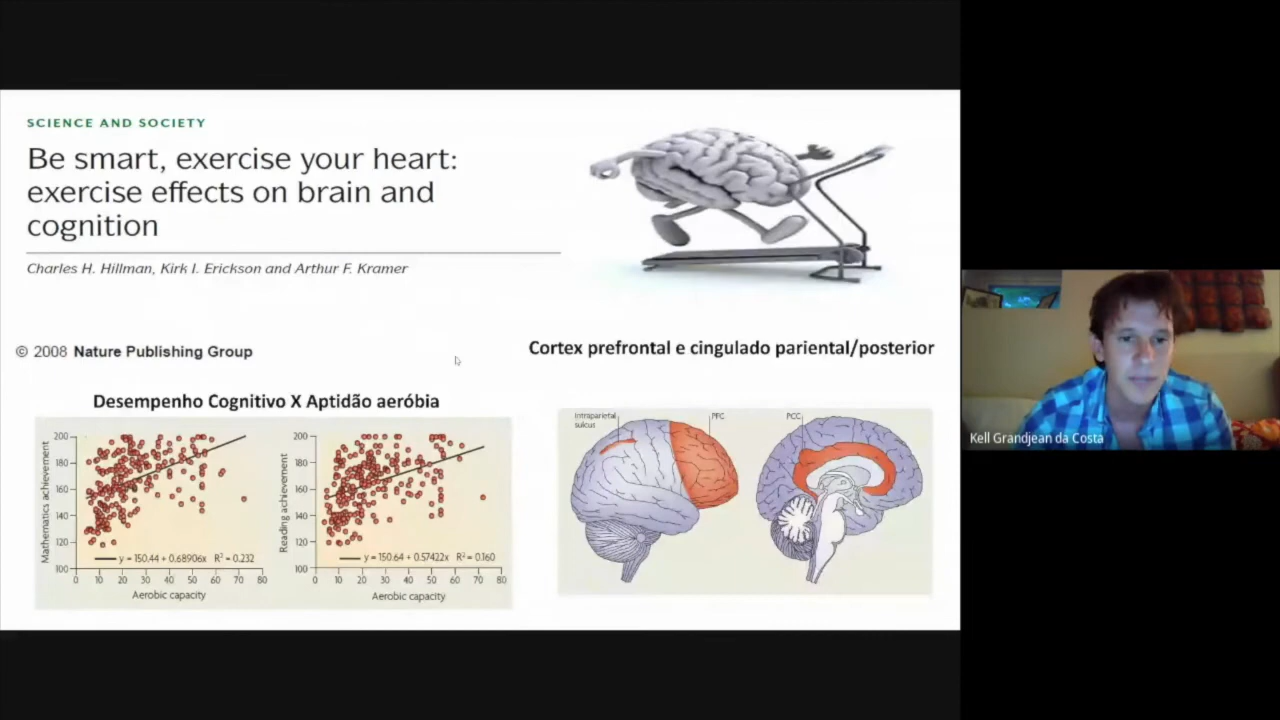 SCIENCE AND SOCIETY
Be smart, exercise your heart:
exercise effects on brain and
cognition
Charles H. Hillman, Kirk I. Erickson and Arthur F. Kramer
© 2008 Nature Publishing Group
Cortex prefrontal e cingulado pariental/posterior
Desempenho Cognitivo X Aptidão aeróbia
Mathematics achievement
200
180
160
140
120
100
y = 150.44 + 0.68906x R² = 0.232
0 10 20 30 40 50 60 70 80
Aerobic capacity
Reading achievement
200
180
160
140
120
100
y = 150.64 + 0.57422x R² = 0.160
0 10 20 30 40 50 60 70 80
Aerobic capacity
Intraparietal
sulcus
PFC
PCC
Kell Grandjean da Costa